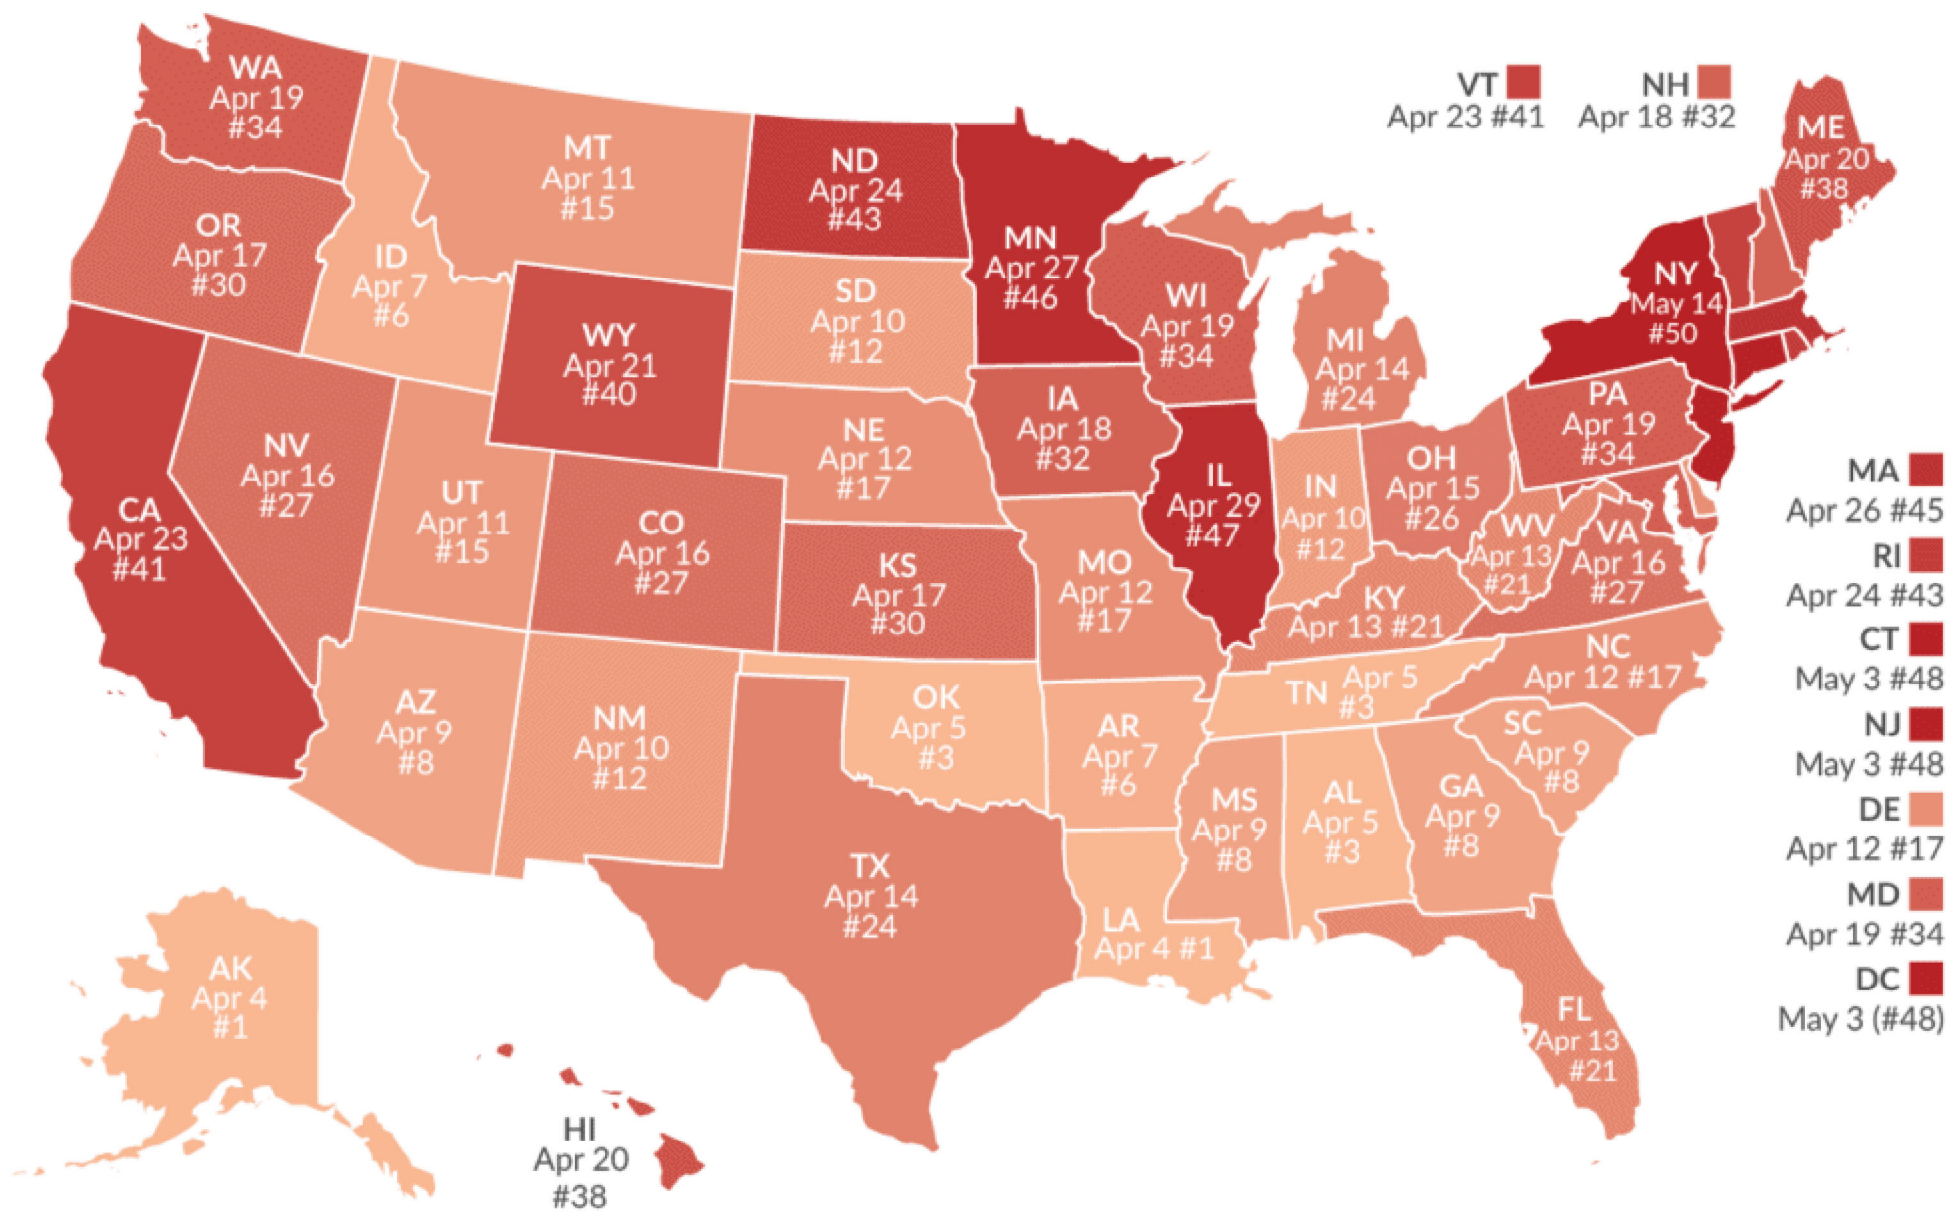 WA
Apr 19
#34
OR
Apr 17
#30
CA
Apr 23
#41
NV
Apr 16
#27
ID
Apr 7
#6
MT
Apr 11
#15
WY
Apr 21
#40
UT
Apr 11
#15
CO
Apr 16
#27
AZ
Apr 9
#8
NM
Apr 10
#12
ND
Apr 24
#43
SD
Apr 10
#12
NE
Apr 12
#17
KS
Apr 17
#30
OK
Apr 5
#3
TX
Apr 14
#24
MN
Apr 27
#46
IA
Apr 18
#32
MO
Apr 12
#17
AR
Apr 7
#6
LA
Apr 4 #1
WI
Apr 19
#34
IL
Apr 29
#47
MI
Apr 14
#24
IN
Apr 10
#12
OH
Apr 15
#26
KY
Apr 13 #21
TN
Apr 5
#3
MS
Apr 9
#8
AL
Apr 5
#3
GA
Apr 9
#8
FL
Apr 13
#21
SC
Apr 9
#8
NC
Apr 12 #17
WV
Apr 13
#21
VA
Apr 16
#27
PA
Apr 19
#34
NY
May 14
#50
VT
Apr 23 #41
NH
Apr 18 #32
ME
Apr 20
#38
MA
Apr 26 #45
RI
Apr 24 #43
CT
May 3 #48
NJ
May 3 #48
DE
Apr 12 #17
MD
Apr 19 #34
DC
May 3 (#48)
AK
Apr 4
#1
HI
Apr 20
#38